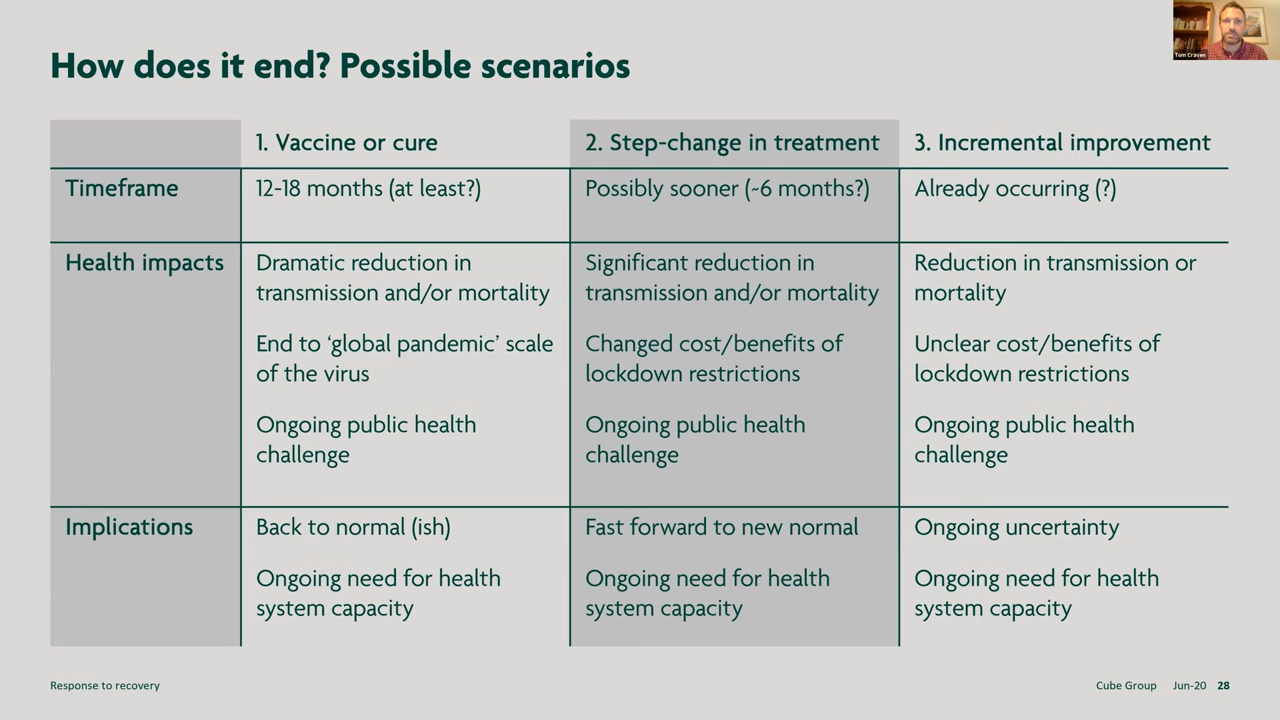 Tom Craven
How does it end? Possible scenarios
1. Vaccine or cure
2. Step-change in treatment
3. Incremental improvement
Timeframe
12-18 months (at least?)
Possibly sooner (~6 months?)
Already occurring (?)
Health impacts
Dramatic reduction in
transmission and/or mortality
End to ‘global pandemic’ scale
of the virus
Ongoing public health
challenge
Significant reduction in
transmission and/or mortality
Changed cost/benefits of
lockdown restrictions
Ongoing public health
challenge
Reduction in transmission or
mortality
Unclear cost/benefits of
lockdown restrictions
Ongoing public health
challenge
Implications
Back to normal (ish)
Ongoing need for health
system capacity
Fast forward to new normal
Ongoing need for health
system capacity
Ongoing uncertainty
Ongoing need for health
system capacity
Response to recovery
Cube Group Jun-20 28